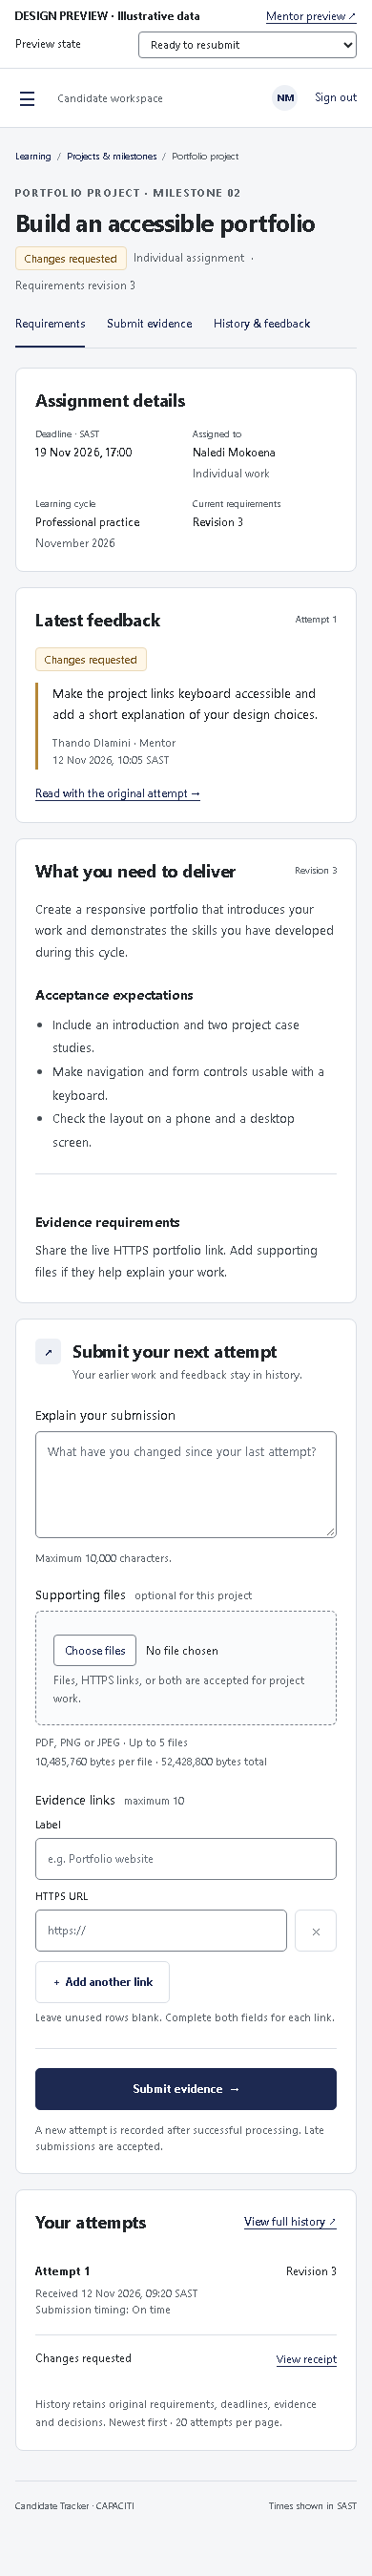 DESIGN PREVIEW · Illustrative data
Mentor preview ↗
Preview state
Ready to resubmit
☰
Candidate workspace
NM
Sign out
Learning / Projects & milestones / Portfolio project
PORTFOLIO PROJECT · MILESTONE 02
Build an accessible portfolio
Changes requested
Individual assignment ·
Requirements revision 3
Requirements
Submit evidence
History & feedback
Assignment details
Deadline · SAST
Assigned to
19 Nov 2026, 17:00
Naledi Mokoena
Individual work
Learning cycle
Current requirements
Professional practice
Revision 3
November 2026
Latest feedback
Attempt 1
Changes requested
Make the project links keyboard accessible and
add a short explanation of your design choices.
Thando Dlamini · Mentor
12 Nov 2026, 10:05 SAST
Read with the original attempt →
What you need to deliver
Revision 3
Create a responsive portfolio that introduces your
work and demonstrates the skills you have developed
during this cycle.
Acceptance expectations
• Include an introduction and two project case
studies.
• Make navigation and form controls usable with a
keyboard.
• Check the layout on a phone and a desktop
screen.
Evidence requirements
Share the live HTTPS portfolio link. Add supporting
files if they help explain your work.
↗
Submit your next attempt
Your earlier work and feedback stay in history.
Explain your submission
What have you changed since your last attempt?
Maximum 10,000 characters.
Supporting files optional for this project
Choose files No file chosen
Files, HTTPS links, or both are accepted for project
work.
PDF, PNG or JPEG · Up to 5 files
10,485,760 bytes per file · 52,428,800 bytes total
Evidence links maximum 10
Label
e.g. Portfolio website
HTTPS URL
https://
×
+ Add another link
Leave unused rows blank. Complete both fields for each link.
Submit evidence →
A new attempt is recorded after successful processing. Late
submissions are accepted.
Your attempts
View full history ↗
Attempt 1
Revision 3
Received 12 Nov 2026, 09:20 SAST
Submission timing: On time
Changes requested
View receipt
History retains original requirements, deadlines, evidence
and decisions. Newest first · 20 attempts per page.
Candidate Tracker · CAPACITI
Times shown in SAST